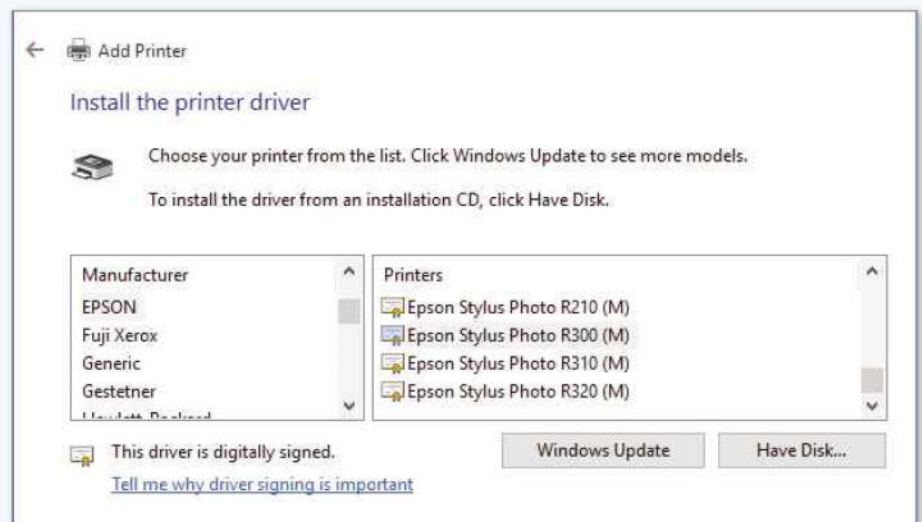 Add Printer
Install the printer driver
Choose your printer from the list. Click Windows Update to see more models.
To install the driver from an installation CD, click Have Disk.
Manufacturer
EPSON
Fuji Xerox
Generic
Gestetner
Printers
Epson Stylus Photo R210 (M)
Epson Stylus Photo R300 (M)
Epson Stylus Photo R310 (M)
Epson Stylus Photo R320 (M)
This driver is digitally signed.
Tell me why driver signing is important
Windows Update
Have Disk...